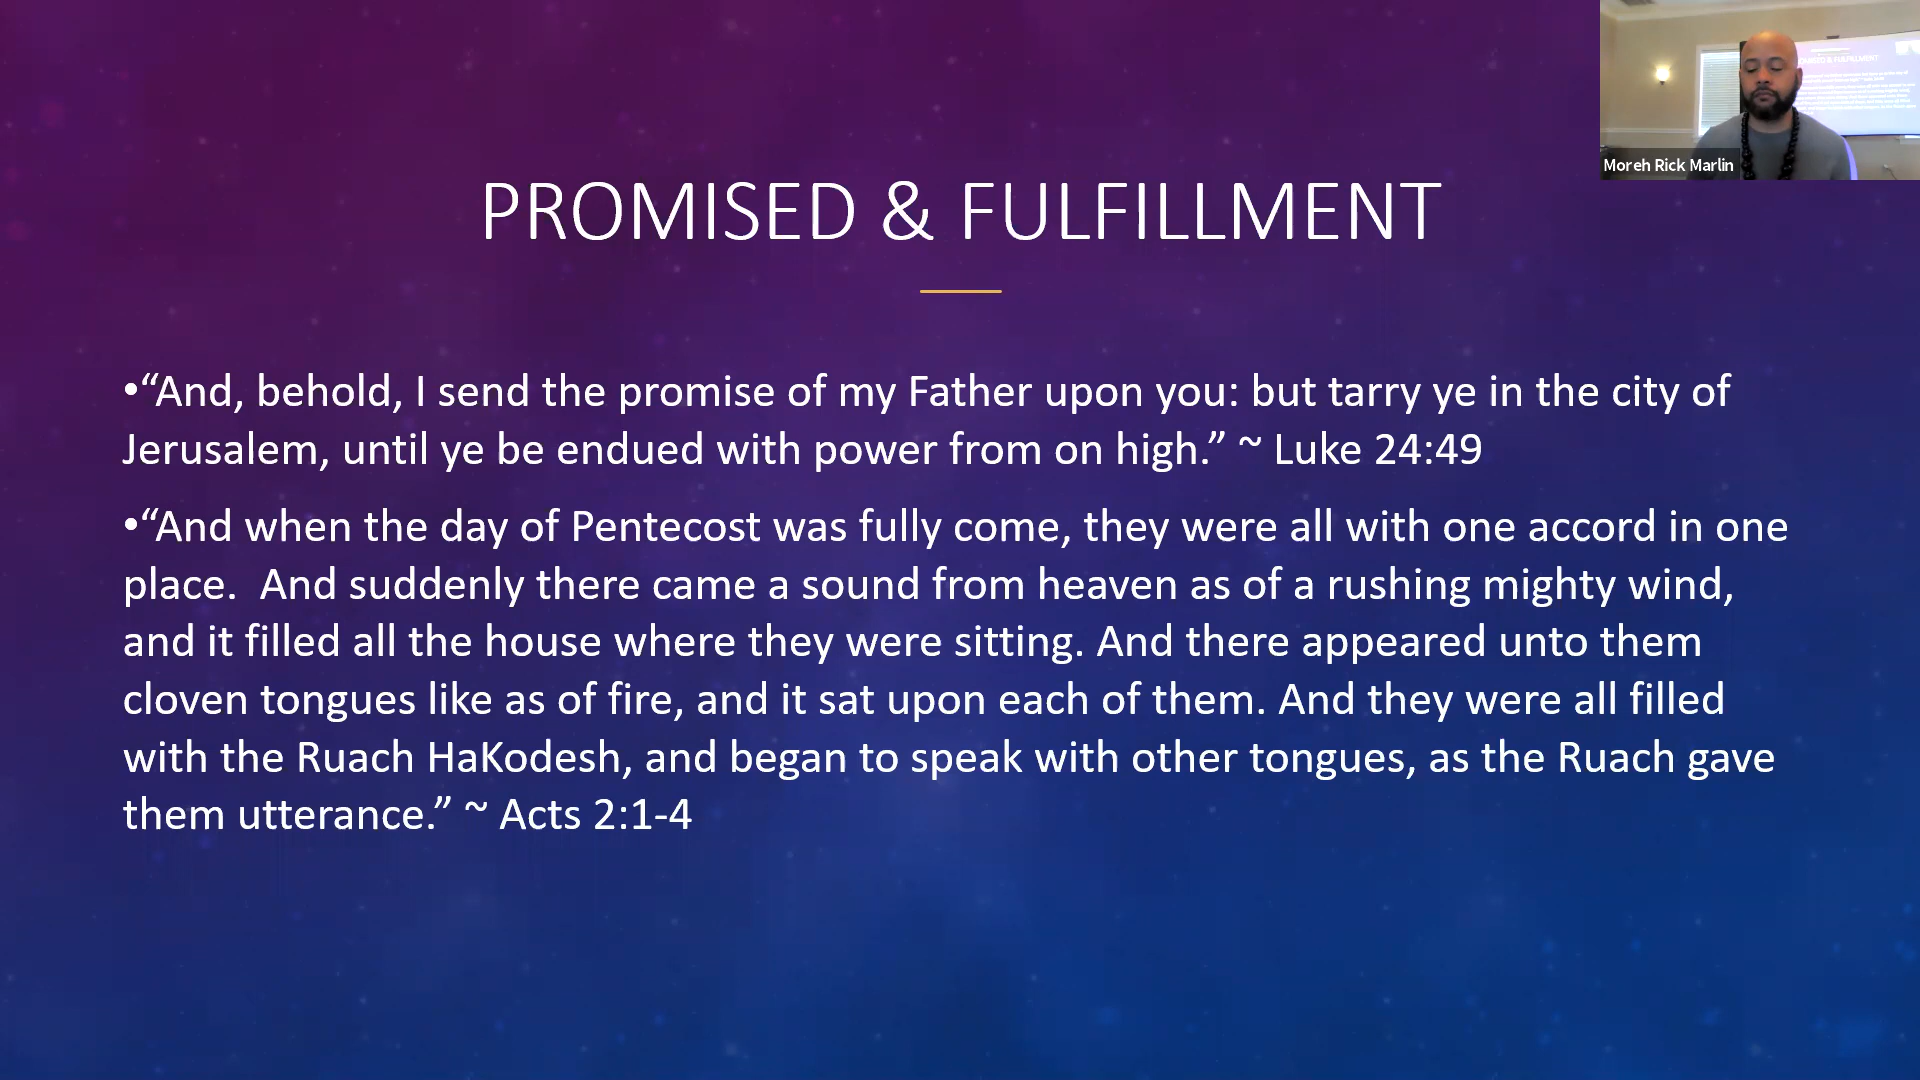 Moreh Rick Marlin
PROMISED & FULFILLMENT
•“And, behold, I send the promise of my Father upon you: but tarry ye in the city of
Jerusalem, until ye be endued with power from on high.” ~ Luke 24:49
•“And when the day of Pentecost was fully come, they were all with one accord in one
place.  And suddenly there came a sound from heaven as of a rushing mighty wind,
and it filled all the house where they were sitting. And there appeared unto them
cloven tongues like as of fire, and it sat upon each of them. And they were all filled
with the Ruach HaKodesh, and began to speak with other tongues, as the Ruach gave
them utterance.” ~ Acts 2:1-4